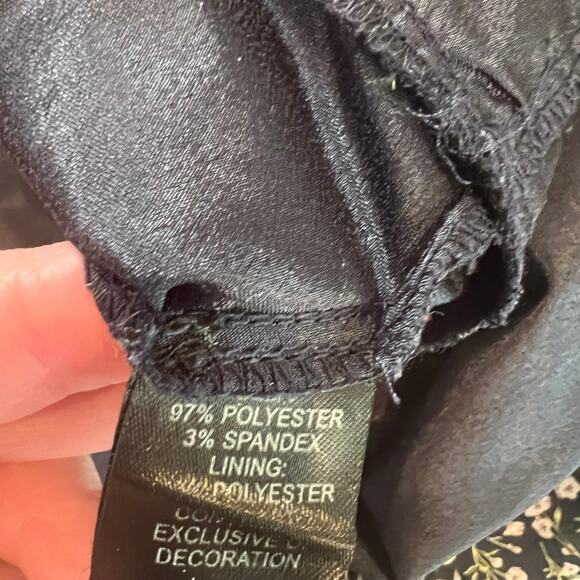 97% POLYESTER
3% SPANDEX
LINING:
POLYESTER
EXCLUSIVE
DECORATION